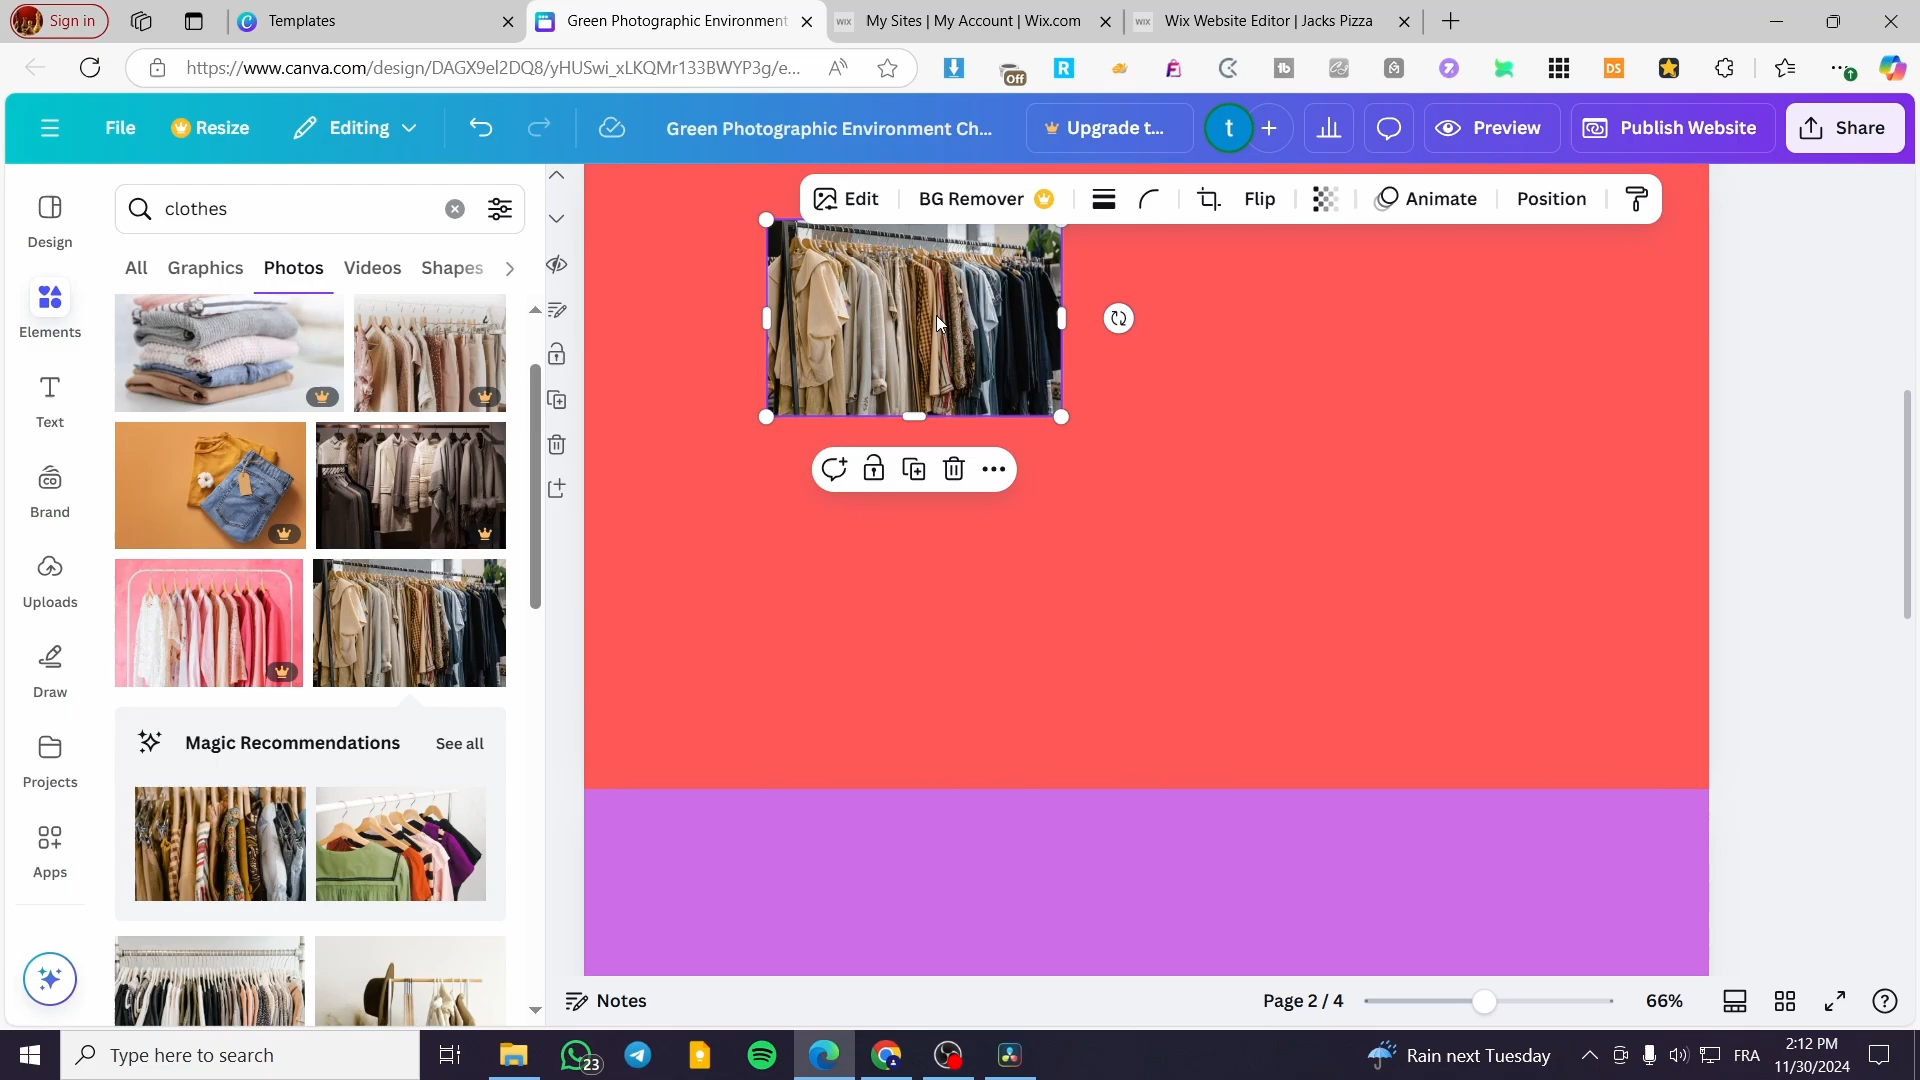 Sign in
Templates
Green Photographic Environment
My Sites | My Account | Wix.com
Wix Website Editor | Jacks Pizza
https://www.canva.com/design/DAGX9el2DQ8/yHUSwi_xLKQMr133BWYP3g/e...
File
Resize
Editing
Green Photographic Environment Ch...
Upgrade t...
t
Preview
Publish Website
Share
Design
Elements
Text
Brand
Uploads
Draw
Projects
Apps
clothes
All
Graphics
Photos
Videos
Shapes
Magic Recommendations
See all
Edit
BG Remover
Flip
Animate
Position
Notes
Page 2 / 4
66%
Type here to search
23
Rain next Tuesday
FRA
2:12 PM
11/30/2024